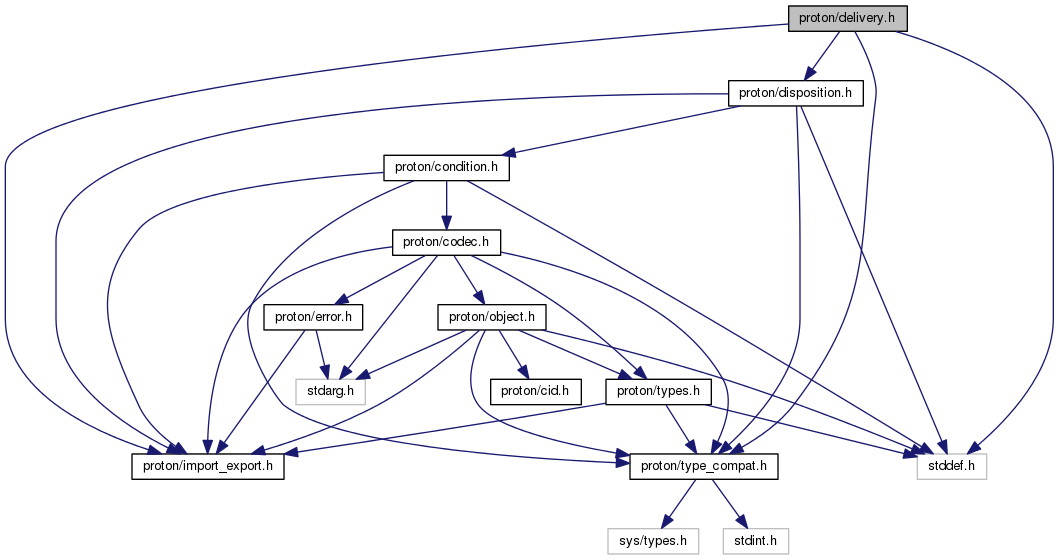 proton/delivery.h
proton/disposition.h
proton/condition.h
proton/codec.h
proton/error.h
proton/object.h
stdarg.h
proton/cid.h
proton/types.h
proton/import_export.h
proton/type_compat.h
stddef.h
sys/types.h
stdint.h